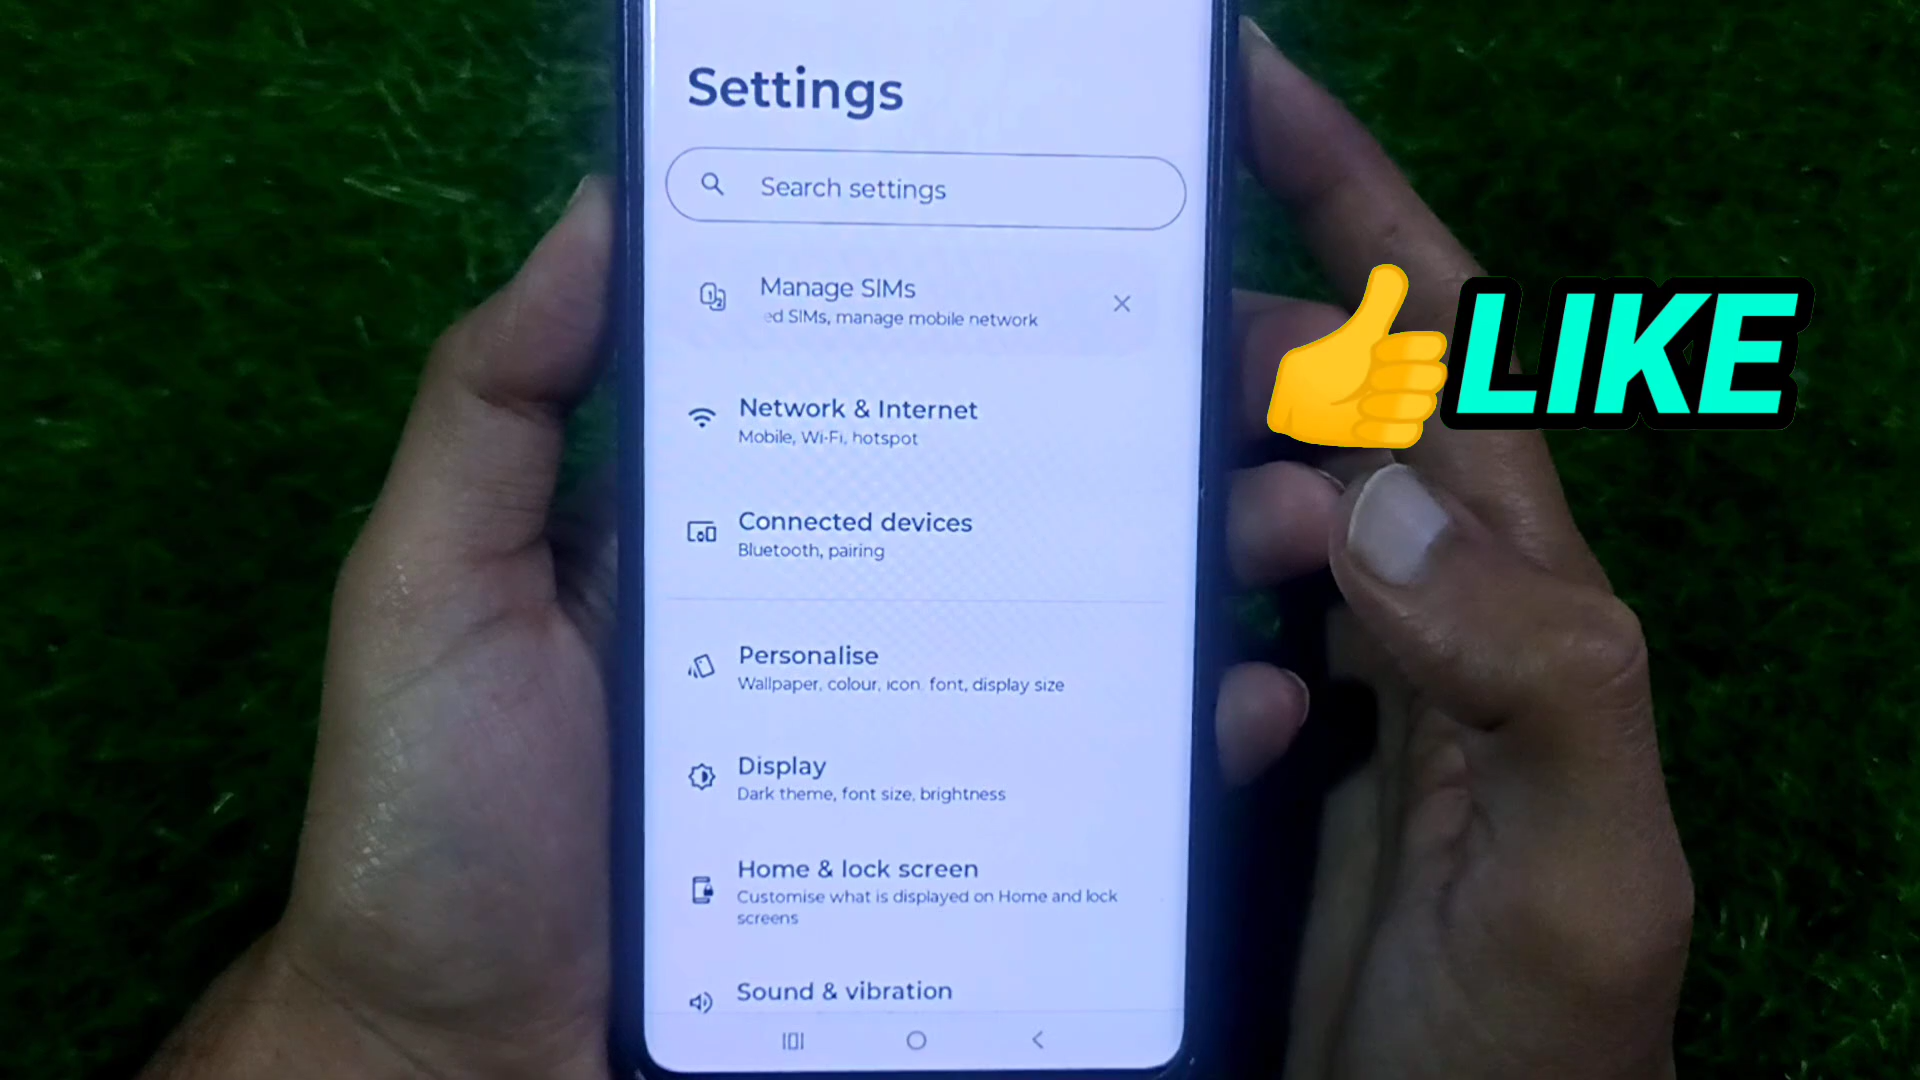 Settings
Search settings
Manage SIMs
ed SIMs, manage mobile network
Network & Internet
Mobile, Wi-Fi, hotspot
Connected devices
Bluetooth, pairing
Personalise
Wallpaper, colour, icon, font, display size
Display
Dark theme, font size, brightness
Home & lock screen
Customise what is displayed on Home and lock
screens
Sound & vibration
LIKE